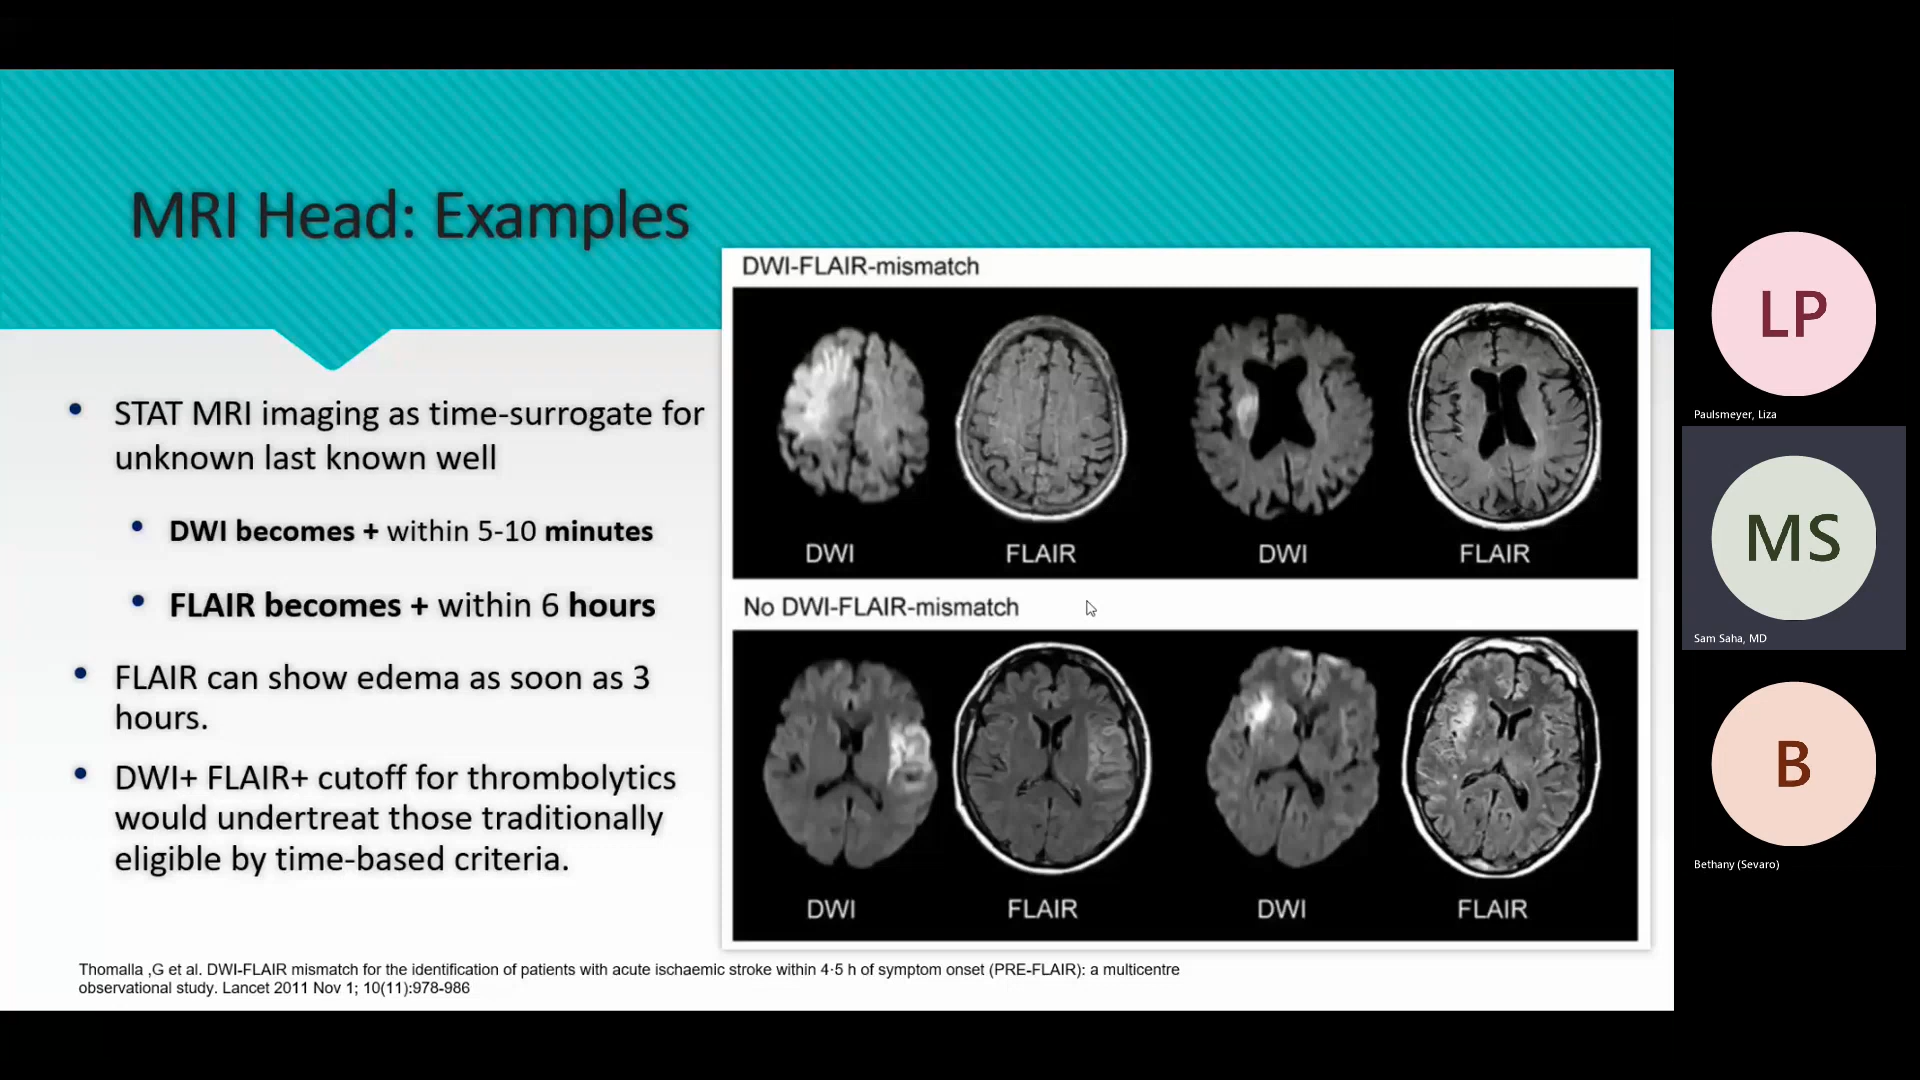 MRI Head: Examples
STAT MRI imaging as time-surrogate for
unknown last known well
DWI becomes + within 5-10 minutes
FLAIR becomes + within 6 hours
FLAIR can show edema as soon as 3
hours.
DWI+ FLAIR+ cutoff for thrombolytics
would undertreat those traditionally
eligible by time-based criteria.
DWI-FLAIR-mismatch
DWI FLAIR DWI FLAIR
No DWI-FLAIR-mismatch
DWI FLAIR DWI FLAIR
Thomalla ,G et al. DWI-FLAIR mismatch for the identification of patients with acute ischaemic stroke within 4·5 h of symptom onset (PRE-FLAIR): a multicentre
observational study. Lancet 2011 Nov 1; 10(11):978-986
LP
Paulsmeyer, Liza
MS
Sam Saha, MD
B
Bethany (Sevaro)